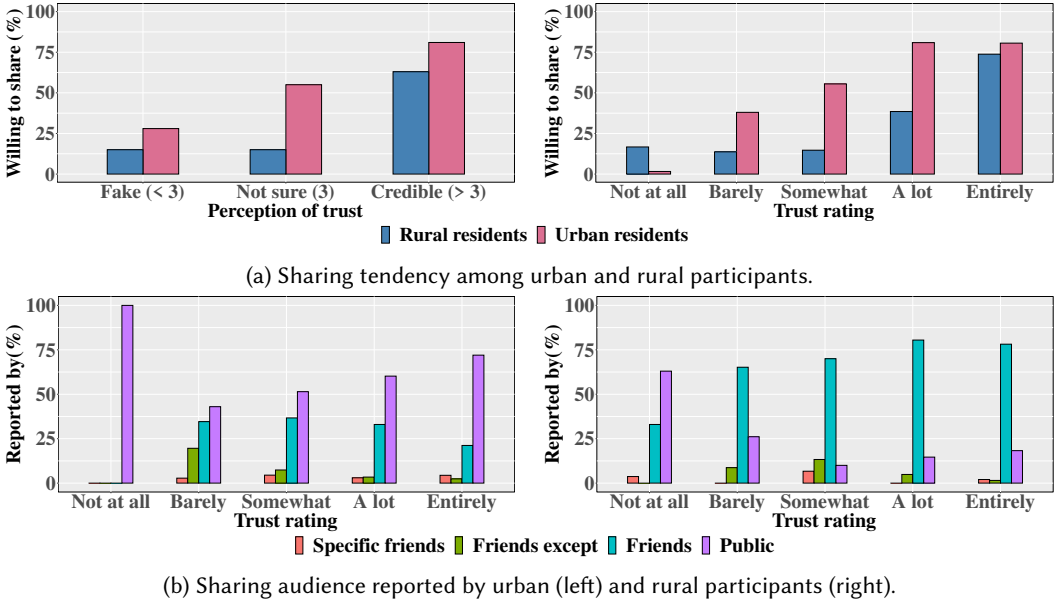 Willing to share (%)
100
75
50
25
0
Fake (< 3) Not sure (3) Credible (> 3)
Perception of trust
Willing to share (%)
100
75
50
25
0
Not at all Barely Somewhat A lot Entirely
Trust rating
Rural residents Urban residents
(a) Sharing tendency among urban and rural participants.
Reported by(%)
100
75
50
25
0
Not at all Barely Somewhat A lot Entirely
Trust rating
Reported by(%)
100
75
50
25
0
Not at all Barely Somewhat A lot Entirely
Trust rating
Specific friends Friends except Friends Public
(b) Sharing audience reported by urban (left) and rural participants (right).